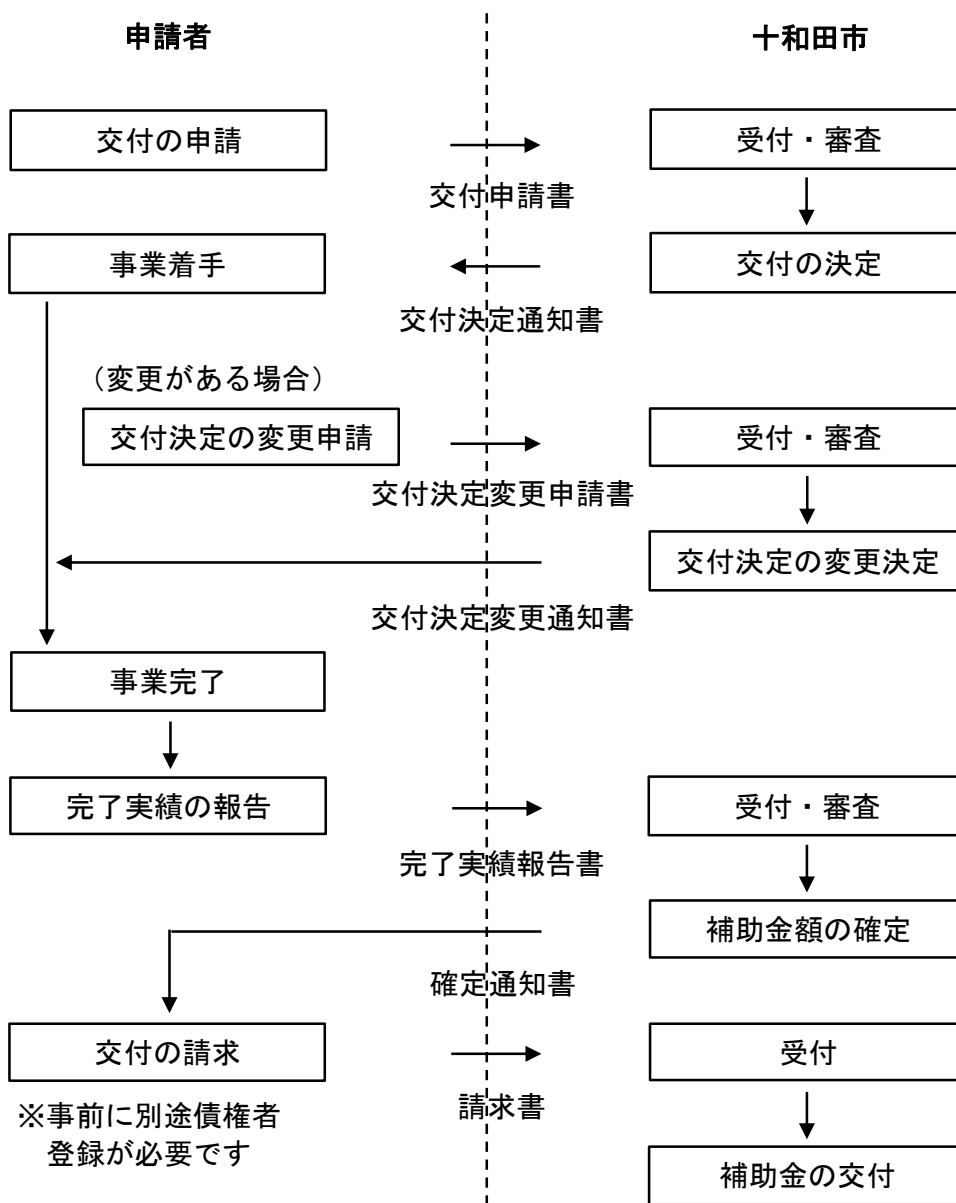 申請者
十和田市
交付の申請
受付・審査
交付申請書
事業着手
交付の決定
交付決定通知書
（変更がある場合）
交付決定の変更申請
受付・審査
交付決定変更申請書
交付決定の変更決定
交付決定変更通知書
事業完了
完了実績の報告
受付・審査
完了実績報告書
補助金額の確定
確定通知書
交付の請求
受付
請求書
※事前に別途債権者
登録が必要です
補助金の交付